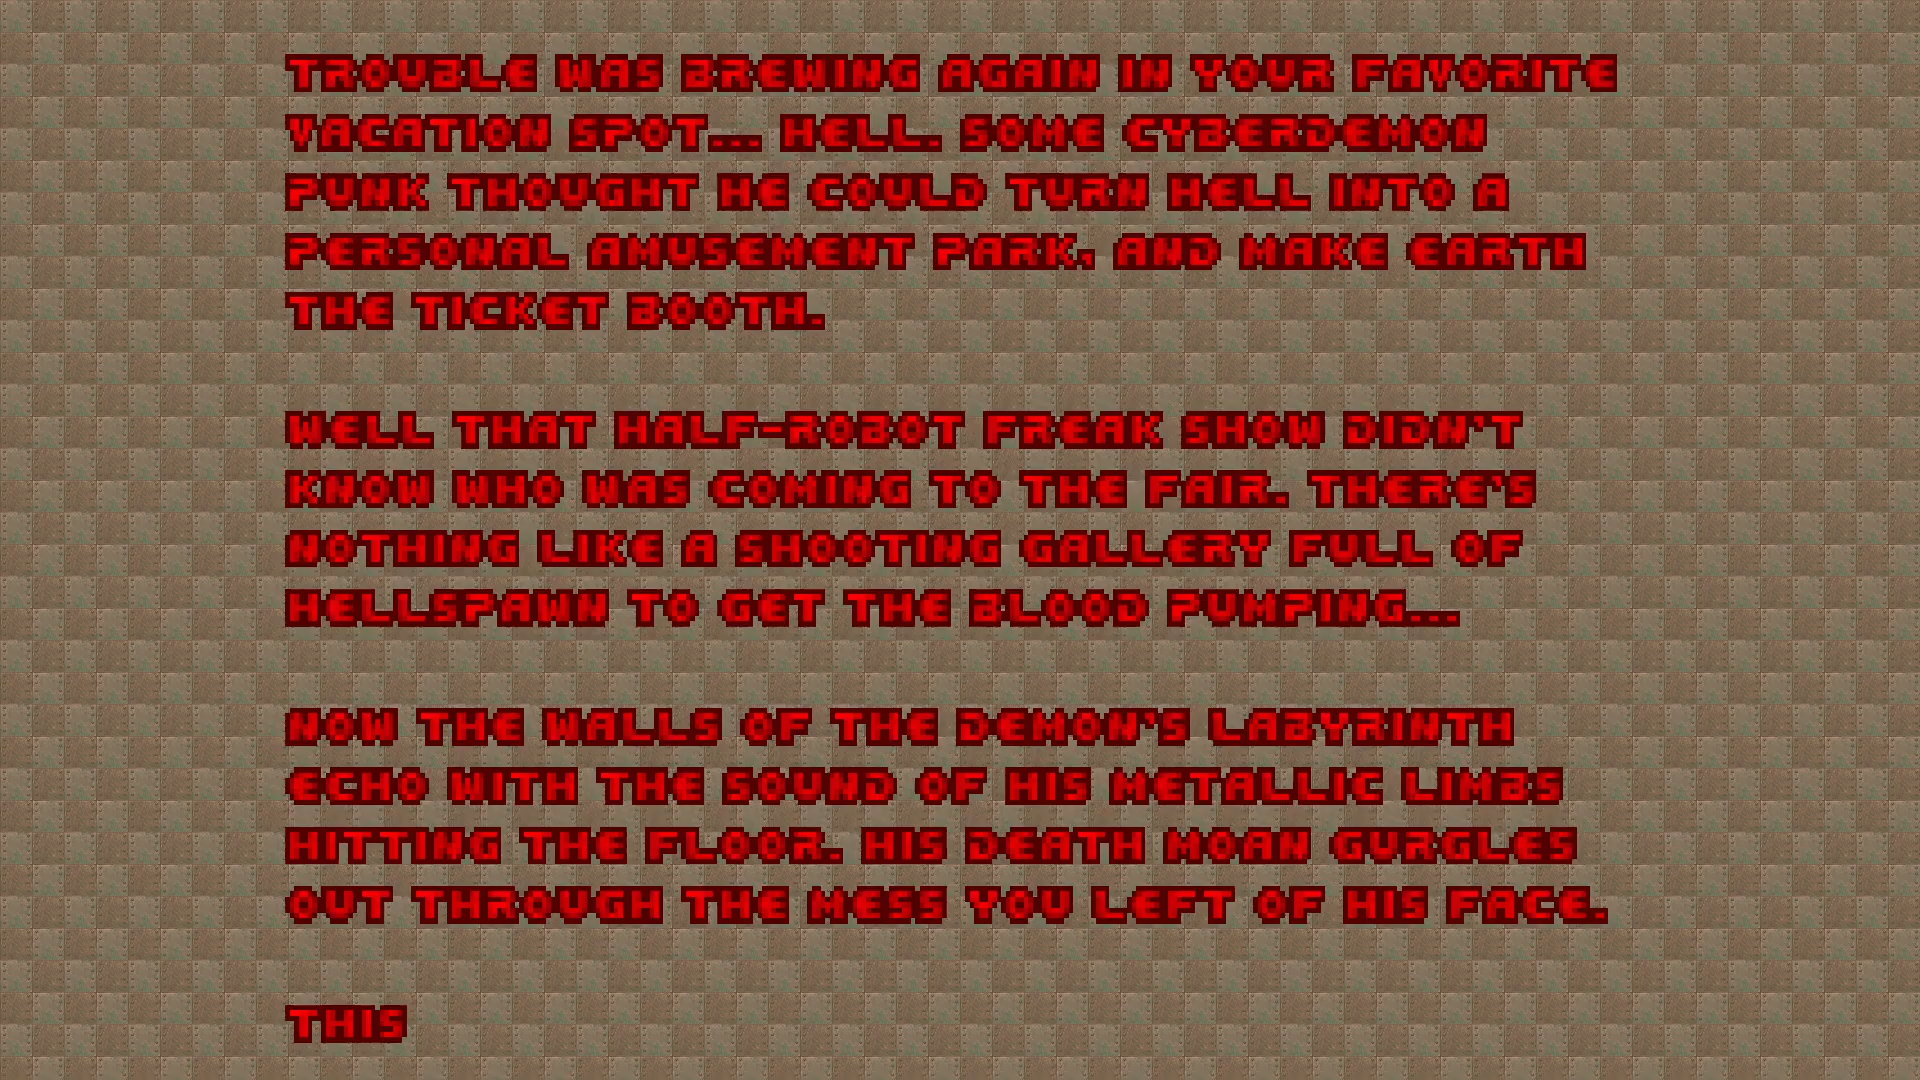 TROUBLE WAS BREWING AGAIN IN YOUR FAVORITE
VACATION SPOT... HELL. SOME CYBERDEMON
PUNK THOUGHT HE COULD TURN HELL INTO A
PERSONAL AMUSEMENT PARK, AND MAKE EARTH
THE TICKET BOOTH.
WELL THAT HALF-ROBOT FREAK SHOW DIDN'T
KNOW WHO WAS COMING TO THE FAIR. THERE'S
NOTHING LIKE A SHOOTING GALLERY FULL OF
HELLSPAWN TO GET THE BLOOD PUMPING...
NOW THE WALLS OF THE DEMON'S LABYRINTH
ECHO WITH THE SOUND OF HIS METALLIC LIMBS
HITTING THE FLOOR. HIS DEATH MOAN GURGLES
OUT THROUGH THE MESS YOU LEFT OF HIS FACE.
THIS